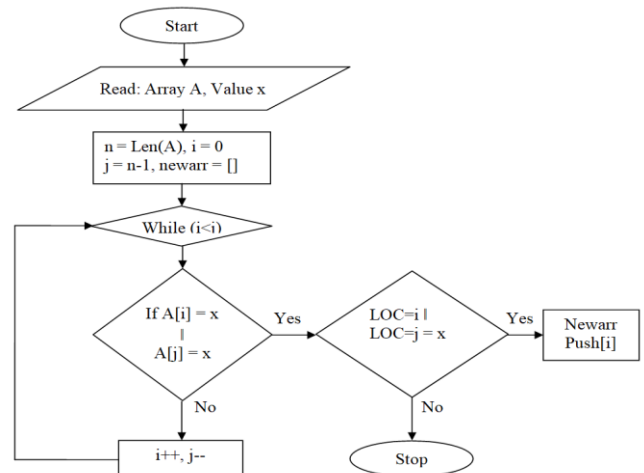 Start
Read: Array A, Value x
n = Len(A), i = 0
j = n-1, newarr = []
While (i<j)
If A[i] = x
||
A[j] = x
Yes
LOC=i ||
LOC=j = x
Yes
Newarr
Push[i]
No
No
i++, j--
Stop